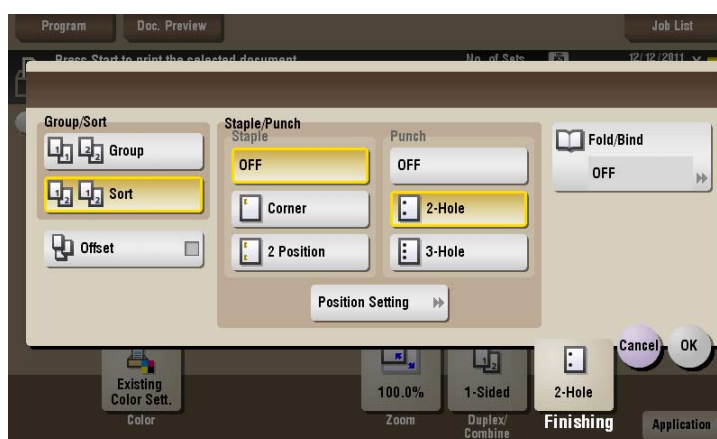 Program
Doc. Preview
Job List
Press Start to print the selected document
No. of Sets
12/12/2011
Group/Sort
Group
Sort
Offset
Staple/Punch
Staple
OFF
Corner
2 Position
Punch
OFF
2-Hole
3-Hole
Position Setting
Fold/Bind
OFF
Cancel
OK
Existing
Color Sett.
Color
100.0%
Zoom
1-Sided
Duplex/
Combine
2-Hole
Finishing
Application